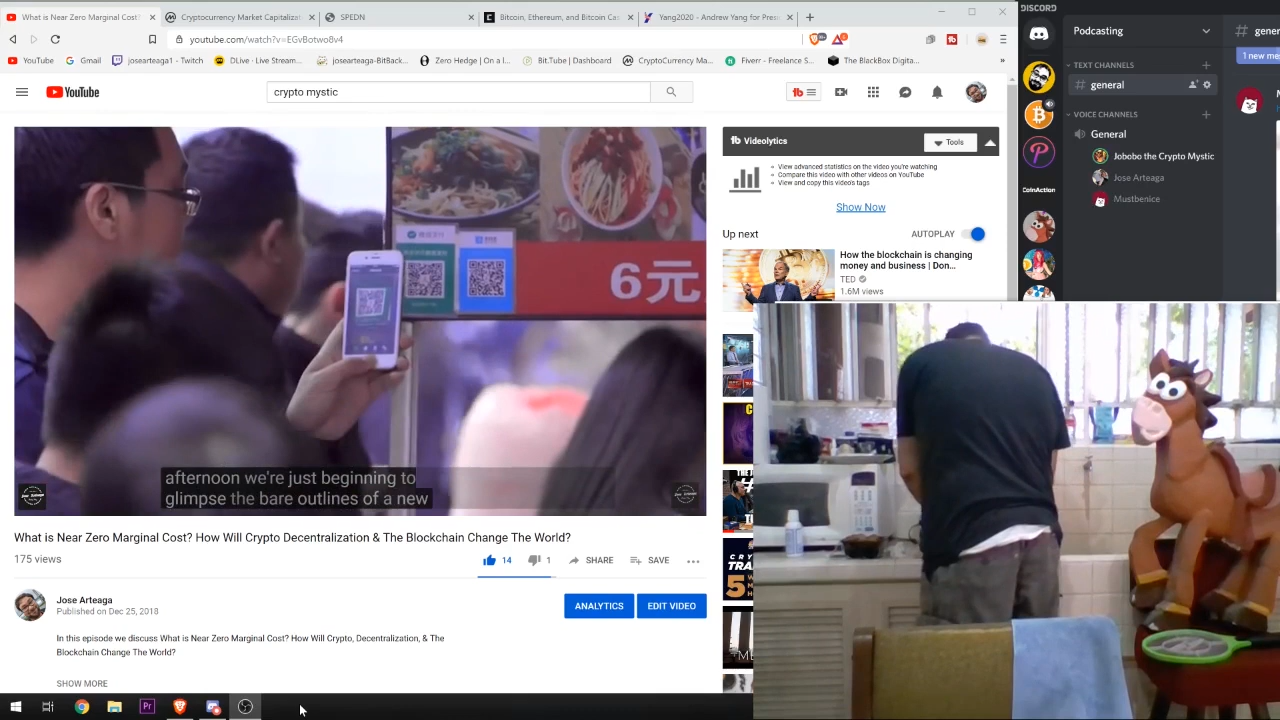 What is Near Zero Marginal Cost?
Cryptocurrency Market Capitaliza
SPEDN
Bitcoin, Ethereum, and Bitcoin Ca
Yang2020 - Andrew Yang for Presi
youtube.com/watch?v=EGvBotwo8v4
YouTube
Gmail
josearteaga1 - Twitch
DLive · Live Stream...
josearteaga-BitBack...
Zero Hedge | On a l...
Bit.Tube | Dashboard
CryptoCurrency Ma...
Fiverr - Freelance S...
The BlackBox Digita...
YouTube
crypto mystc
Videolytics
Tools
View advanced statistics on the video you're watching
Compare this video with other videos on YouTube
View and copy this video's tags
Show Now
Up next
AUTOPLAY
How the blockchain is changing
money and business | Don...
TED
1.6M views
6元
afternoon we're just beginning to
glimpse the bare outlines of a new
What is Near Zero Marginal Cost? How Will Crypto Decentralization & The Blockchain Change The World?
175 views
14
1
SHARE
SAVE
Jose Arteaga
Published on Dec 25, 2018
ANALYTICS
EDIT VIDEO
In this episode we discuss What is Near Zero Marginal Cost? How Will Crypto, Decentralization, & The
Blockchain Change The World?
SHOW MORE
DISCORD
Podcasting
# gener
1 new me
TEXT CHANNELS
# general
VOICE CHANNELS
General
Jobobo the Crypto Mystic
Jose Arteaga
Mustbenice
CoinAction